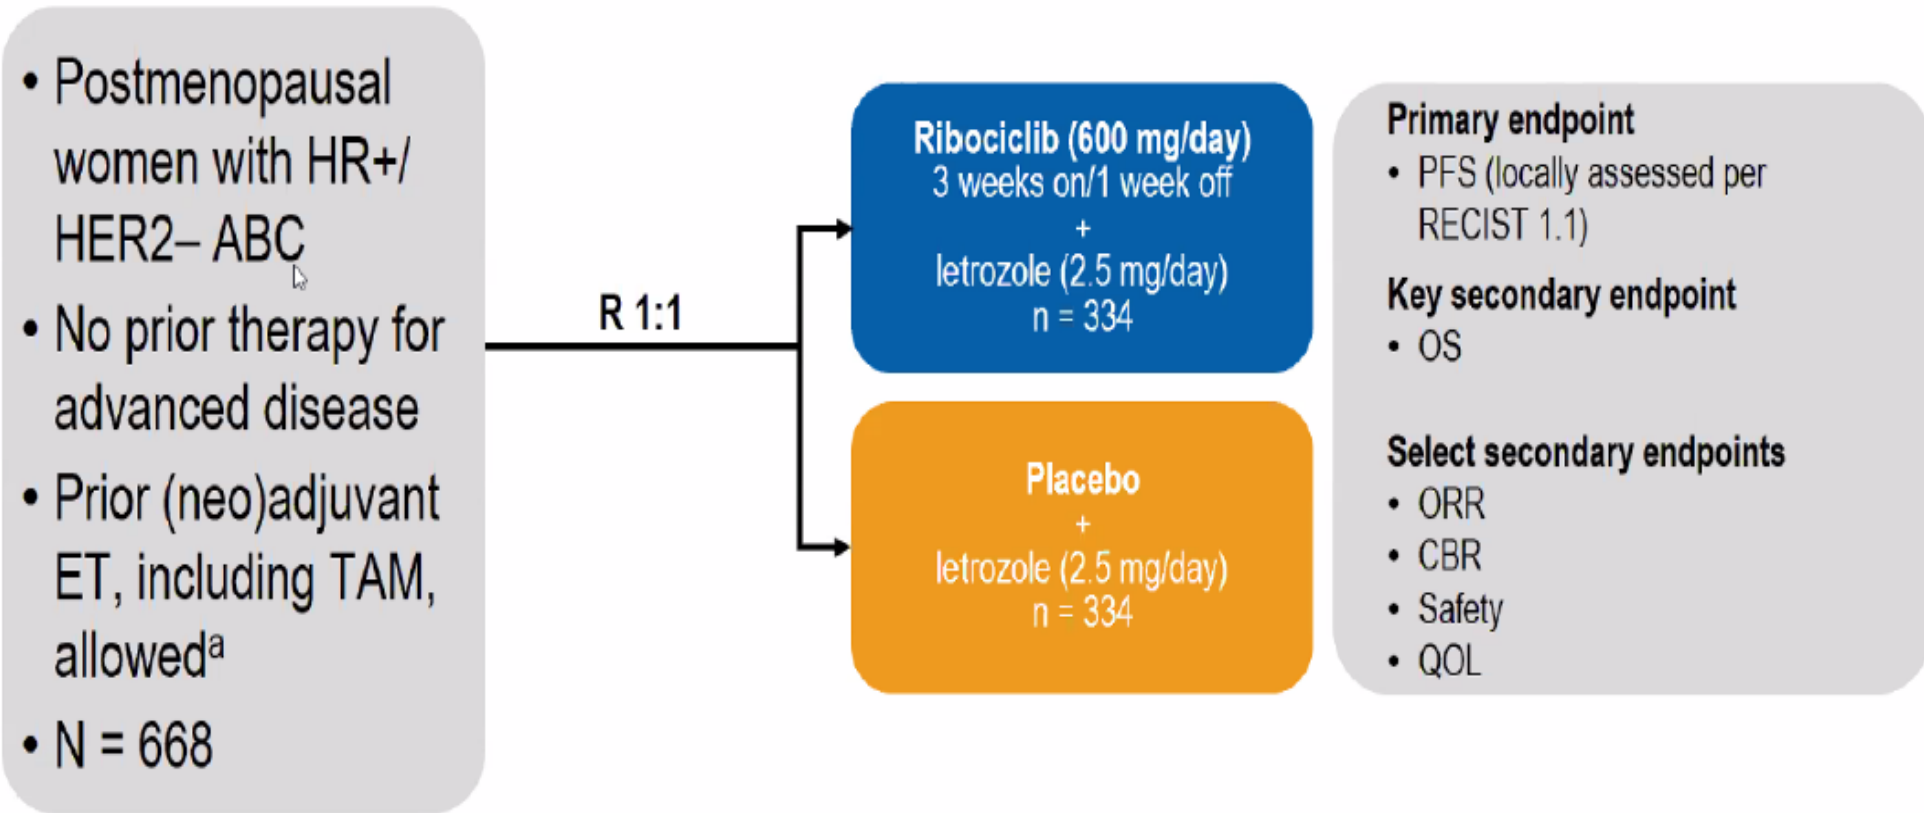 • Postmenopausal
women with HR+/
HER2– ABC
• No prior therapy for
advanced disease
• Prior (neo)adjuvant
ET, including TAM,
allowedᵃ
• N = 668
R 1:1
Ribociclib (600 mg/day)
3 weeks on/1 week off
+
letrozole (2.5 mg/day)
n = 334
Placebo
+
letrozole (2.5 mg/day)
n = 334
Primary endpoint
• PFS (locally assessed per
RECIST 1.1)
Key secondary endpoint
• OS
Select secondary endpoints
• ORR
• CBR
• Safety
• QOL